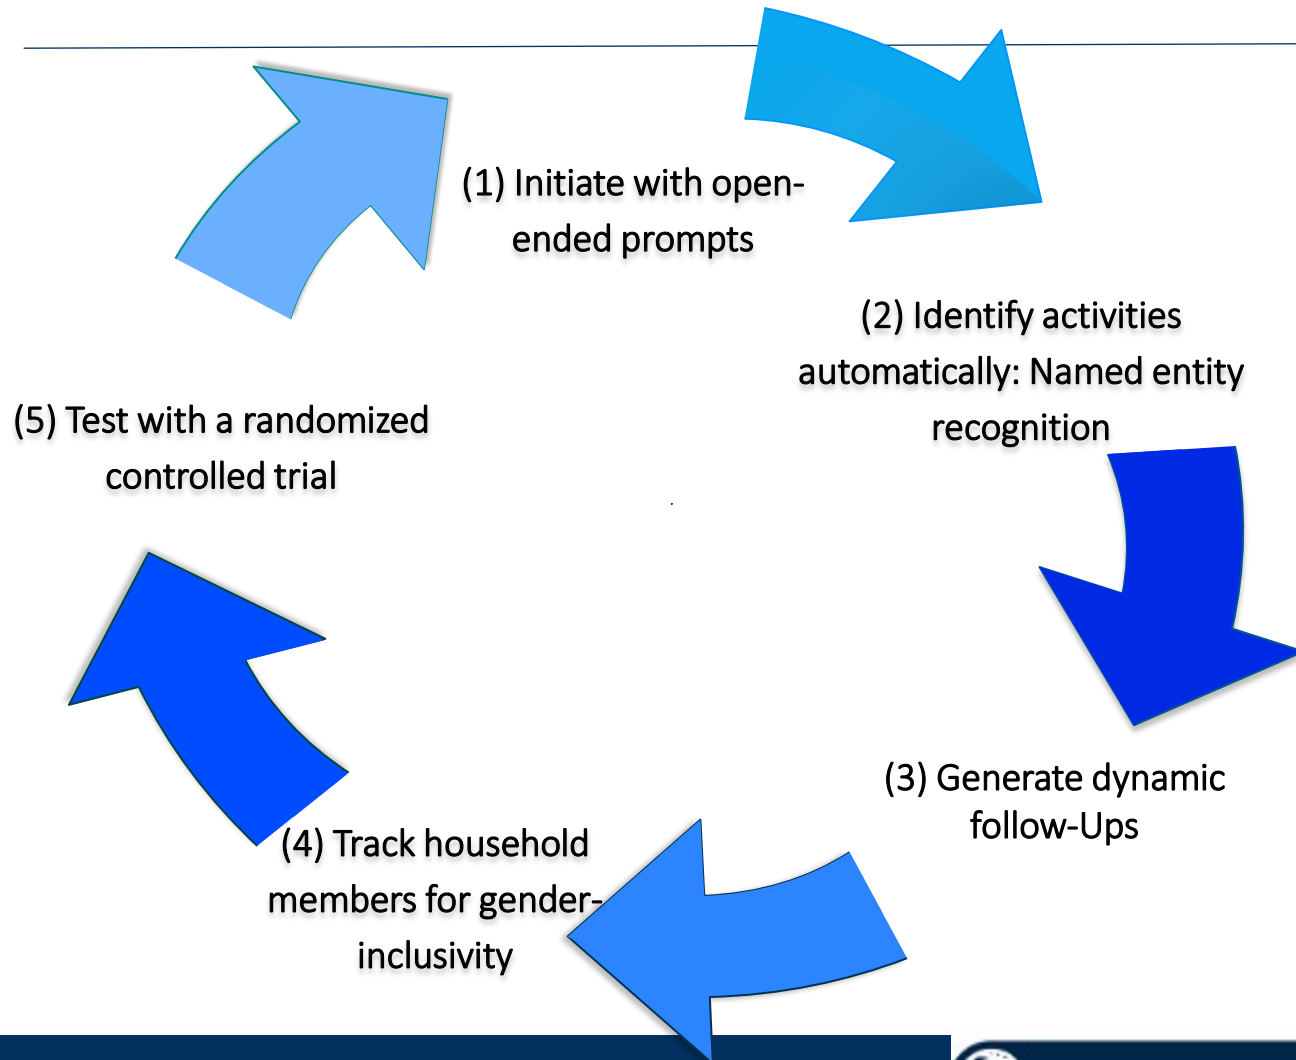 (1) Initiate with open-
ended prompts
(2) Identify activities
automatically: Named entity
recognition
(3) Generate dynamic
follow-Ups
(4) Track household
members for gender-
inclusivity
(5) Test with a randomized
controlled trial